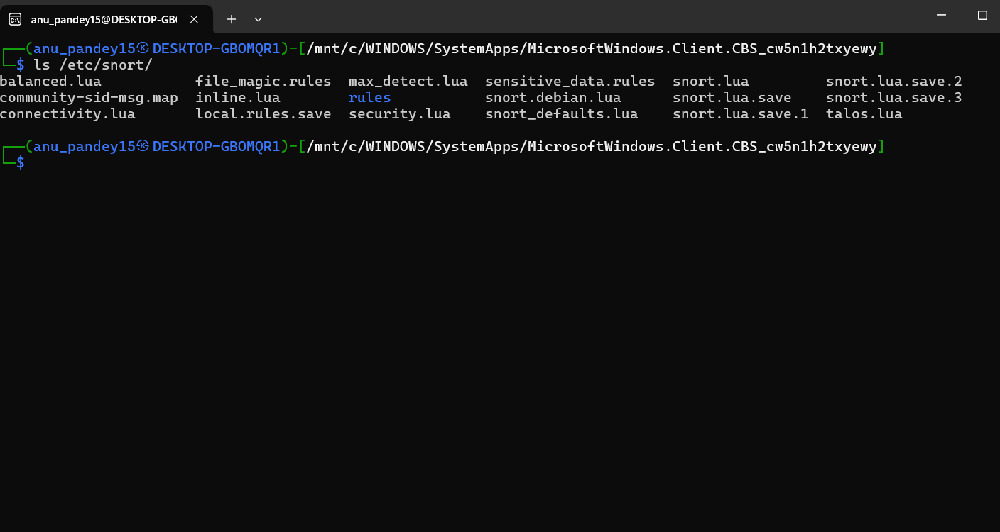 anu_pandey15@DESKTOP-GB
(anu_pandey15㉿DESKTOP-GBOMQR1)-[/mnt/c/WINDOWS/SystemApps/MicrosoftWindows.Client.CBS_cw5n1h2txyewy]
$ ls /etc/snort/
balanced.lua file_magic.rules max_detect.lua sensitive_data.rules snort.lua snort.lua.save.2
community-sid-msg.map inline.lua rules snort.debian.lua snort.lua.save snort.lua.save.3
connectivity.lua local.rules.save security.lua snort_defaults.lua snort.lua.save.1 talos.lua
(anu_pandey15㉿DESKTOP-GBOMQR1)-[/mnt/c/WINDOWS/SystemApps/MicrosoftWindows.Client.CBS_cw5n1h2txyewy]
$